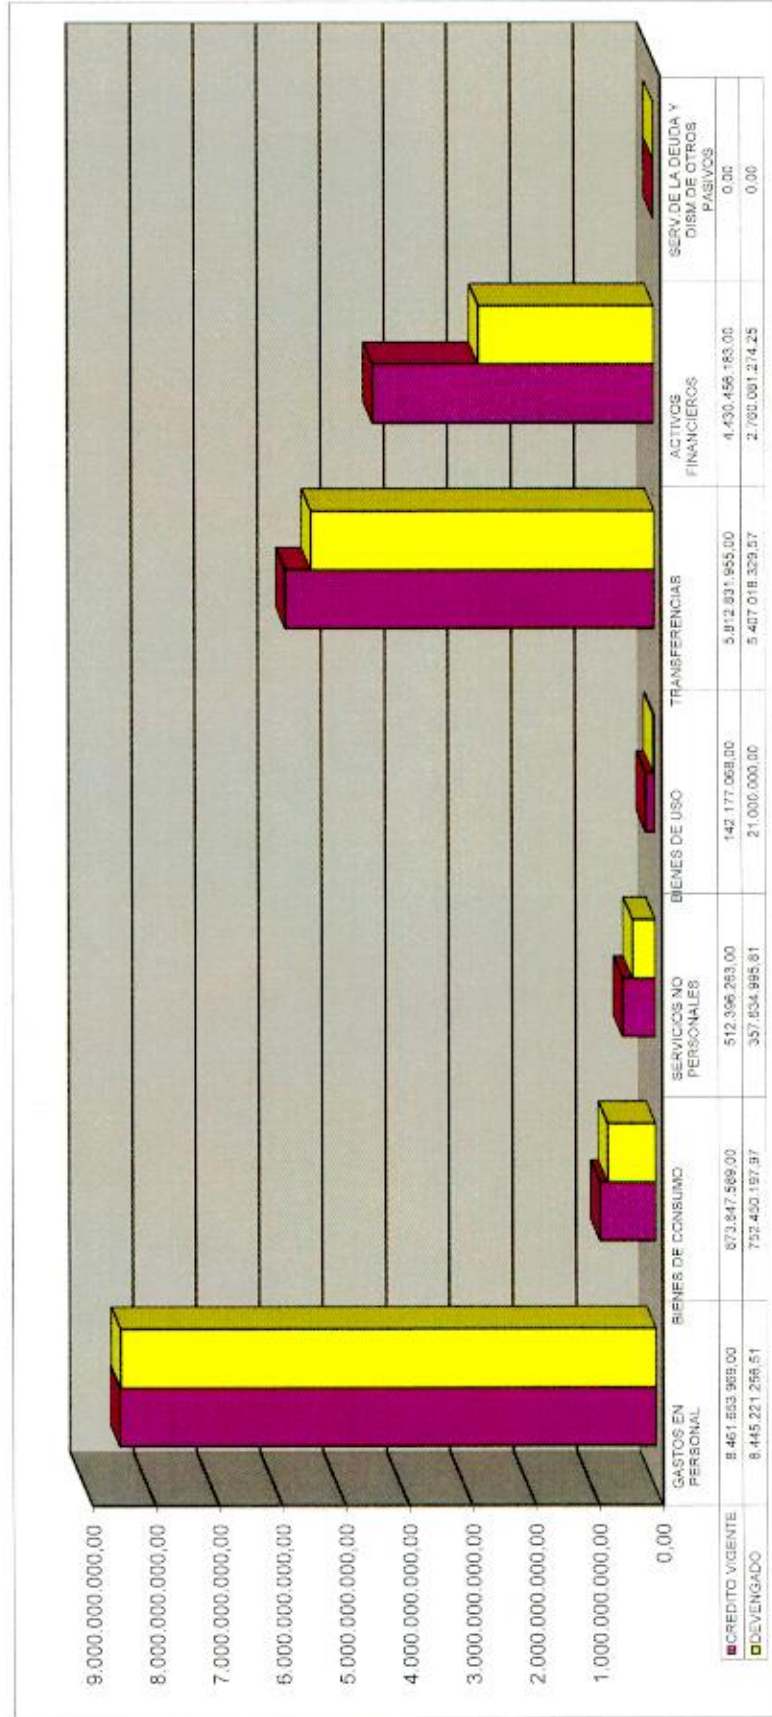 9.000.000.000,00
8.000.000.000,00
7.000.000.000,00
6.000.000.000,00
5.000.000.000,00
4.000.000.000,00
3.000.000.000,00
2.000.000.000,00
1.000.000.000,00
0,00
GASTOS EN PERSONAL
BIENES DE CONSUMO
SERVICIOS NO PERSONALES
BIENES DE USO
TRANSFERENCIAS
ACTIVOS FINANCIEROS
SERV.DE LA DEUDA Y DISM DE OTROS PASIVOS
CREDITO VIGENTE 8.461.653.969,00 873.647.589,00 512.396.263,00 142.177.068,00 5.812.831.955,00 4.430.456.183,00 0,00
DEVENGADO 8.445.221.256,51 752.450.197,97 357.634.995,81 21.000.000,00 5.407.018.329,57 2.760.081.274,25 0,00